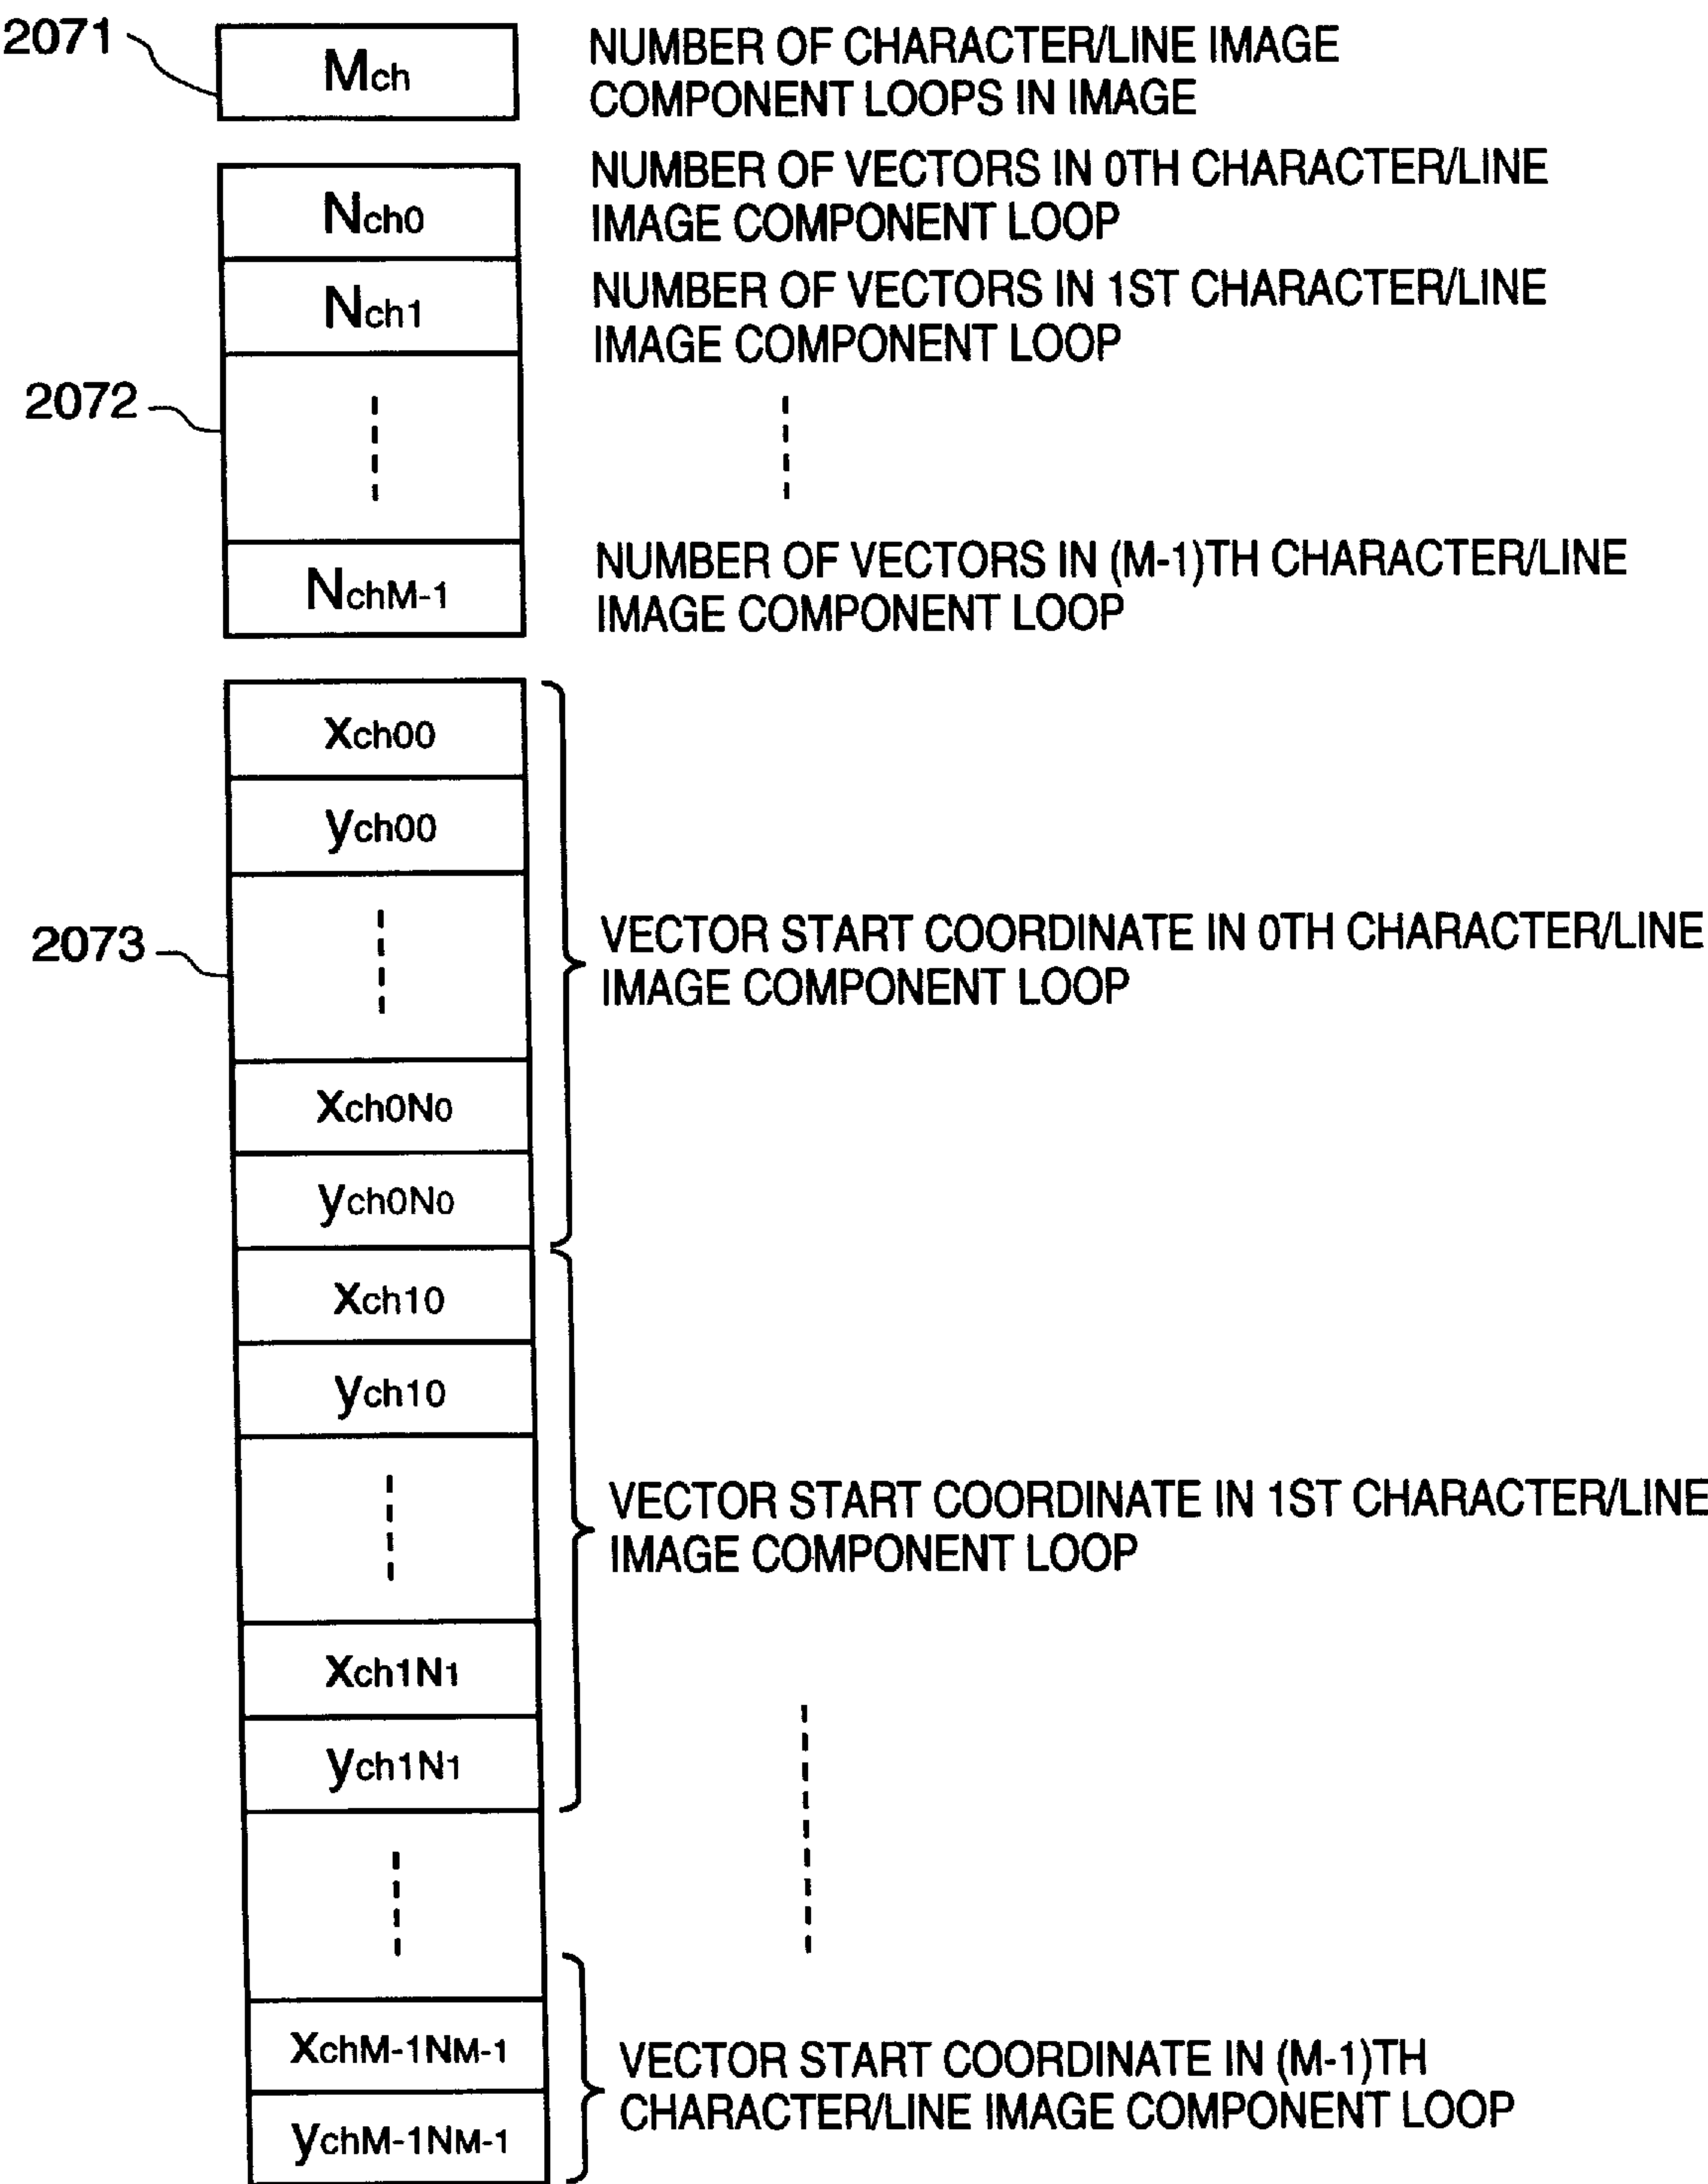 2071
Mch
NUMBER OF CHARACTER/LINE IMAGE
COMPONENT LOOPS IN IMAGE
Nch0
NUMBER OF VECTORS IN 0TH CHARACTER/LINE
IMAGE COMPONENT LOOP
Nch1
NUMBER OF VECTORS IN 1ST CHARACTER/LINE
IMAGE COMPONENT LOOP
2072
NchM-1
NUMBER OF VECTORS IN (M-1)TH CHARACTER/LINE
IMAGE COMPONENT LOOP
xch00
ych00
2073
VECTOR START COORDINATE IN 0TH CHARACTER/LINE
IMAGE COMPONENT LOOP
xch0N0
ych0N0
xch10
ych10
VECTOR START COORDINATE IN 1ST CHARACTER/LINE
IMAGE COMPONENT LOOP
xch1N1
ych1N1
xchM-1NM-1
ychM-1NM-1
VECTOR START COORDINATE IN (M-1)TH
CHARACTER/LINE IMAGE COMPONENT LOOP